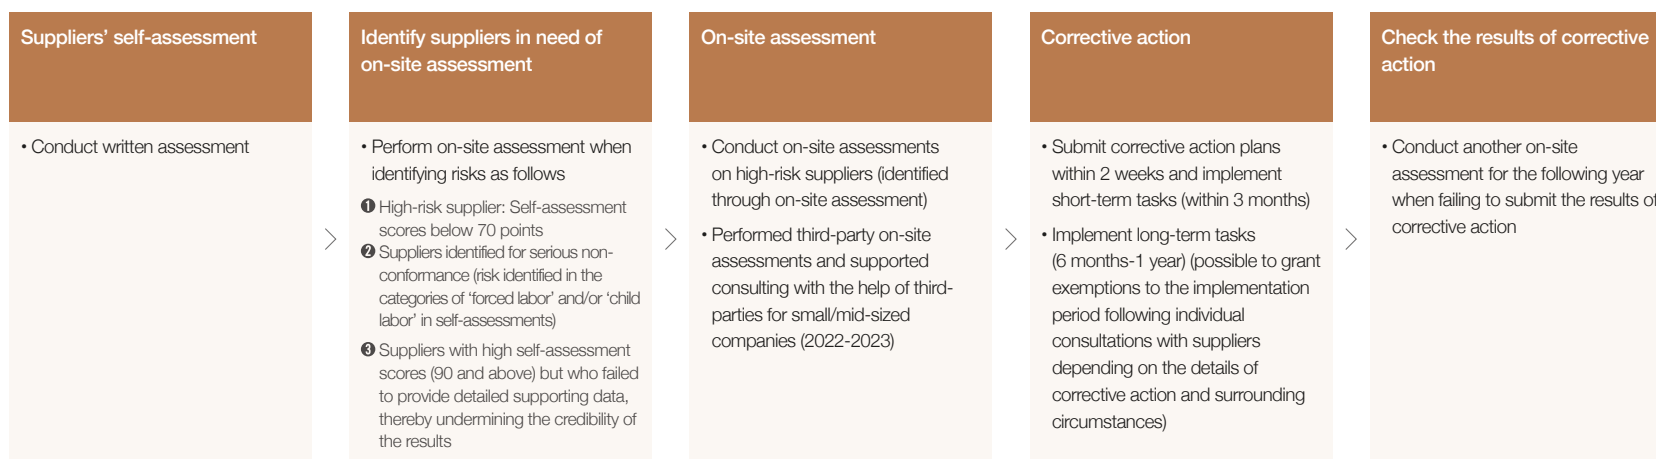 Suppliers' self-assessment
• Conduct written assessment
Identify suppliers in need of
on-site assessment
• Perform on-site assessment when
identifying risks as follows
❶ High-risk supplier: Self-assessment
scores below 70 points
❷ Suppliers identified for serious non-
conformance (risk identified in the
categories of 'forced labor' and/or 'child
labor' in self-assessments)
❸ Suppliers with high self-assessment
scores (90 and above) but who failed
to provide detailed supporting data,
thereby undermining the credibility of
the results
On-site assessment
• Conduct on-site assessments
on high-risk suppliers (identified
through on-site assessment)
• Performed third-party on-site
assessments and supported
consulting with the help of third-
parties for small/mid-sized
companies (2022-2023)
Corrective action
• Submit corrective action plans
within 2 weeks and implement
short-term tasks (within 3 months)
• Implement long-term tasks
(6 months-1 year) (possible to grant
exemptions to the implementation
period following individual
consultations with suppliers
depending on the details of
corrective action and surrounding
circumstances)
Check the results of corrective
action
• Conduct another on-site
assessment for the following year
when failing to submit the results of
corrective action